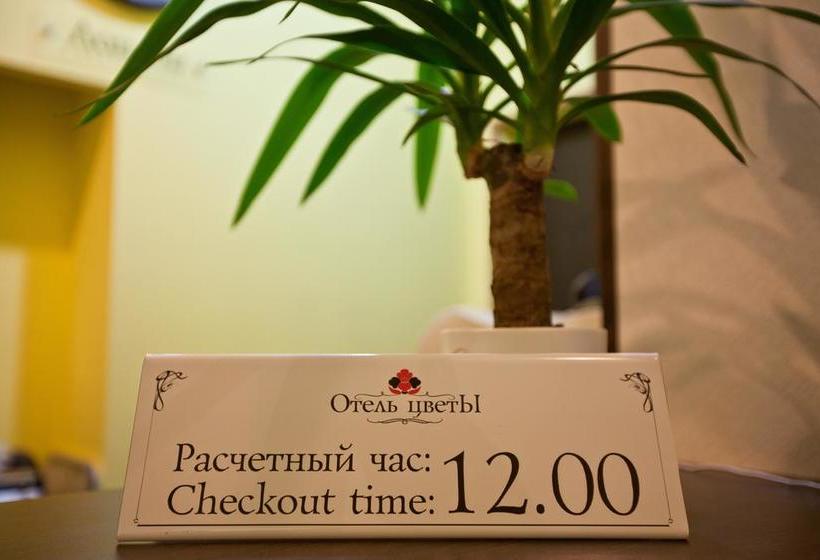 Отель цветЫ
Расчетный час: 12.00
Checkout time: